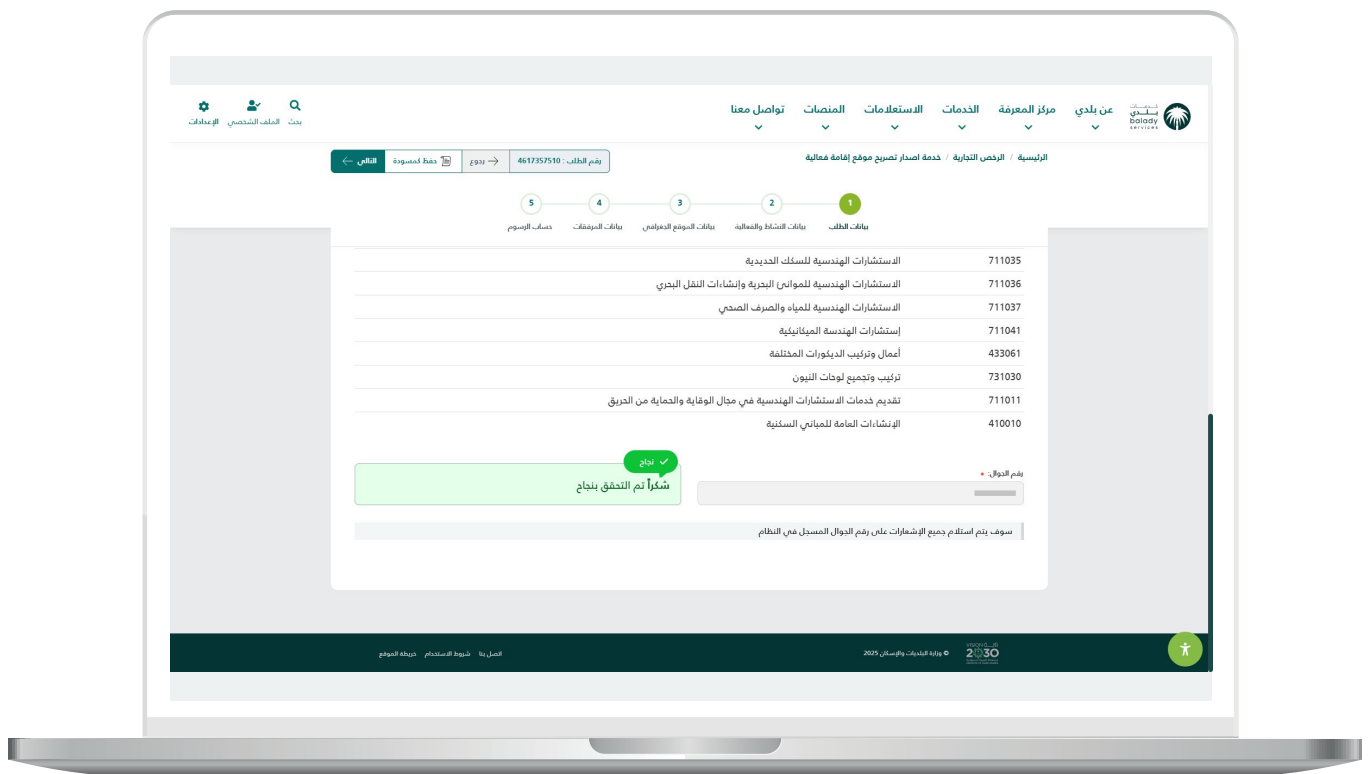 خدمات
بلدي
balady
services
عن بلدي
مركز المعرفة
الخدمات
الاستعلامات
المنصات
تواصل معنا
بحث
الملف الشخصي
الإعدادات
الرئيسية / الرخص التجارية / خدمة اصدار تصريح موقع إقامة فعالية
رقم الطلب : 4617357510
رجوع
حفظ كمسودة
التالي
1 بيانات الطلب
2 بيانات النشاط والفعالية
3 بيانات الموقع الجغرافي
4 بيانات المرفقات
5 حساب الرسوم
711035 الاستشارات الهندسية للسكك الحديدية
711036 الاستشارات الهندسية للموانئ البحرية وإنشاءات النقل البحري
711037 الاستشارات الهندسية للمياه والصرف الصحي
711041 إستشارات الهندسة الميكانيكية
433061 أعمال وتركيب الديكورات المختلفة
731030 تركيب وتجميع لوحات النيون
711011 تقديم خدمات الاستشارات الهندسية في مجال الوقاية والحماية من الحريق
410010 الإنشاءات العامة للمباني السكنية
رقم الجوال: *
نجاح
شكراً تم التحقق بنجاح
سوف يتم استلام جميع الإشعارات على رقم الجوال المسجل في النظام
2030
© وزارة البلديات والإسكان 2025
اتصل بنا شروط الاستخدام خريطة الموقع